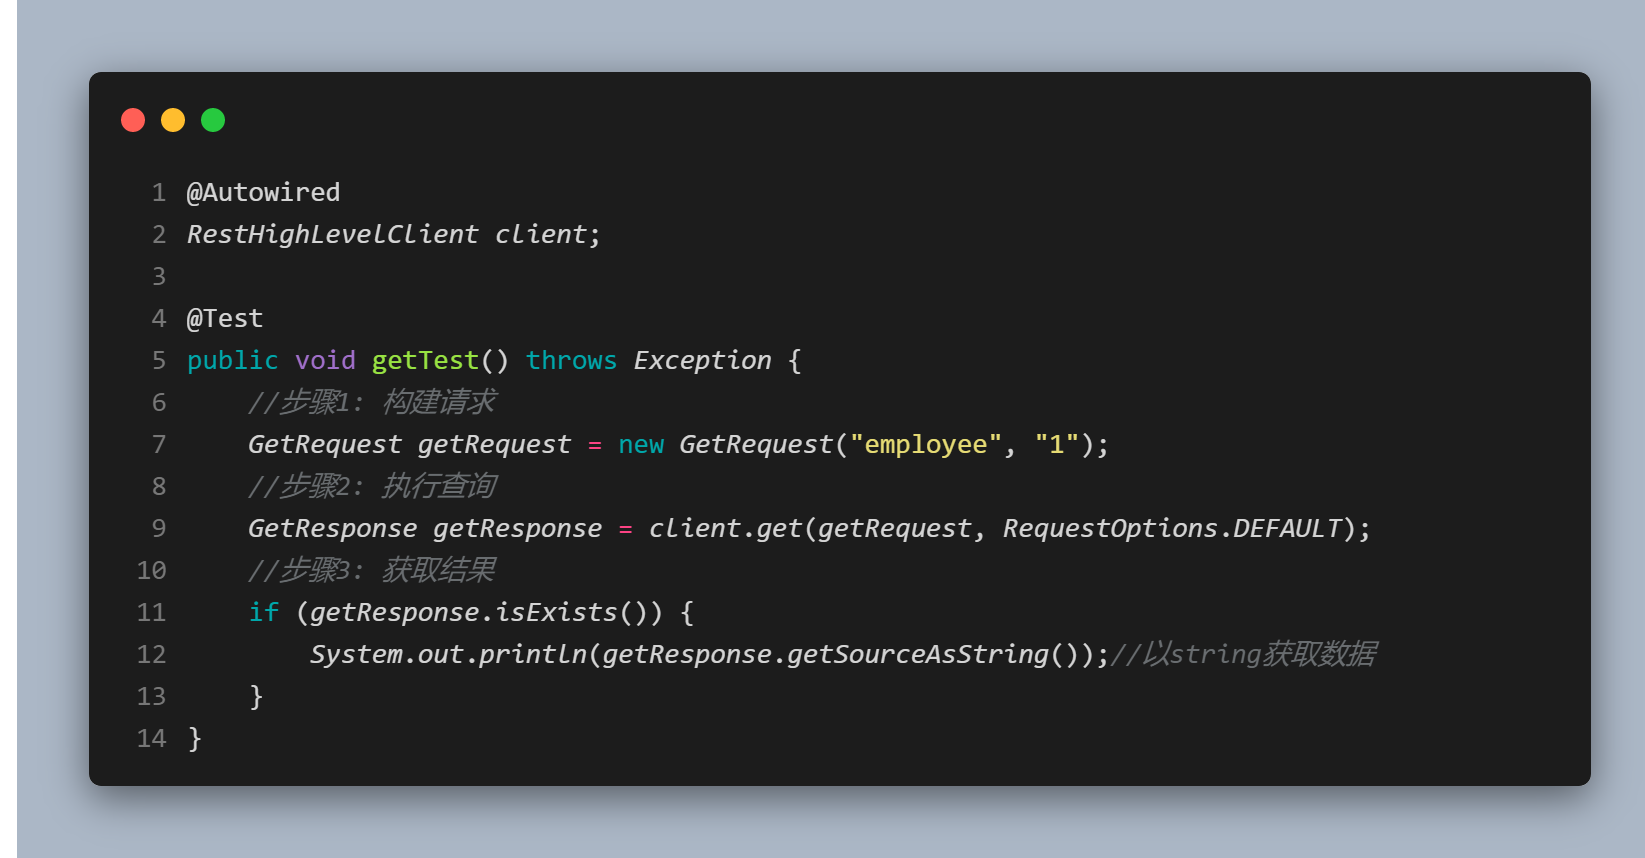 1 @Autowired
2 RestHighLevelClient client;
3
4 @Test
5 public void getTest() throws Exception {
6     //步骤1: 构建请求
7     GetRequest getRequest = new GetRequest("employee", "1");
8     //步骤2: 执行查询
9     GetResponse getResponse = client.get(getRequest, RequestOptions.DEFAULT);
10     //步骤3: 获取结果
11     if (getResponse.isExists()) {
12         System.out.println(getResponse.getSourceAsString());//以string获取数据
13     }
14 }